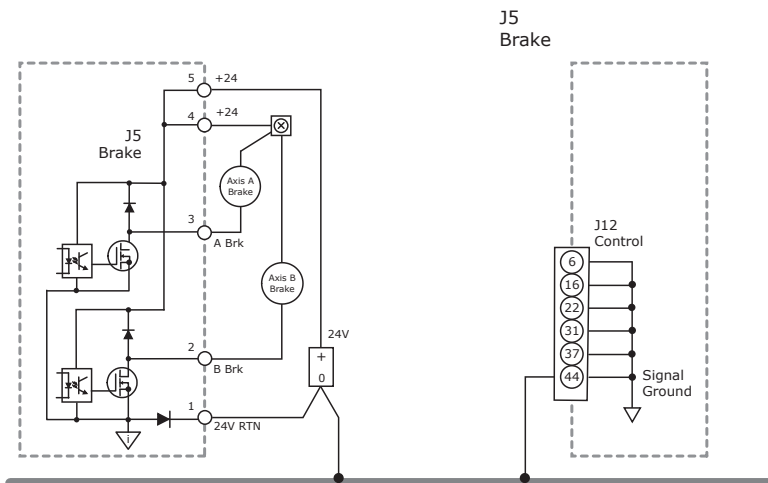 J5
Brake
5
+24
4
+24
J5
Brake
Axis A
Brake
3
A Brk
Axis B
Brake
2
B Brk
24V
+
0
1
24V RTN
i
J12
Control
6
16
22
31
37
44
Signal
Ground